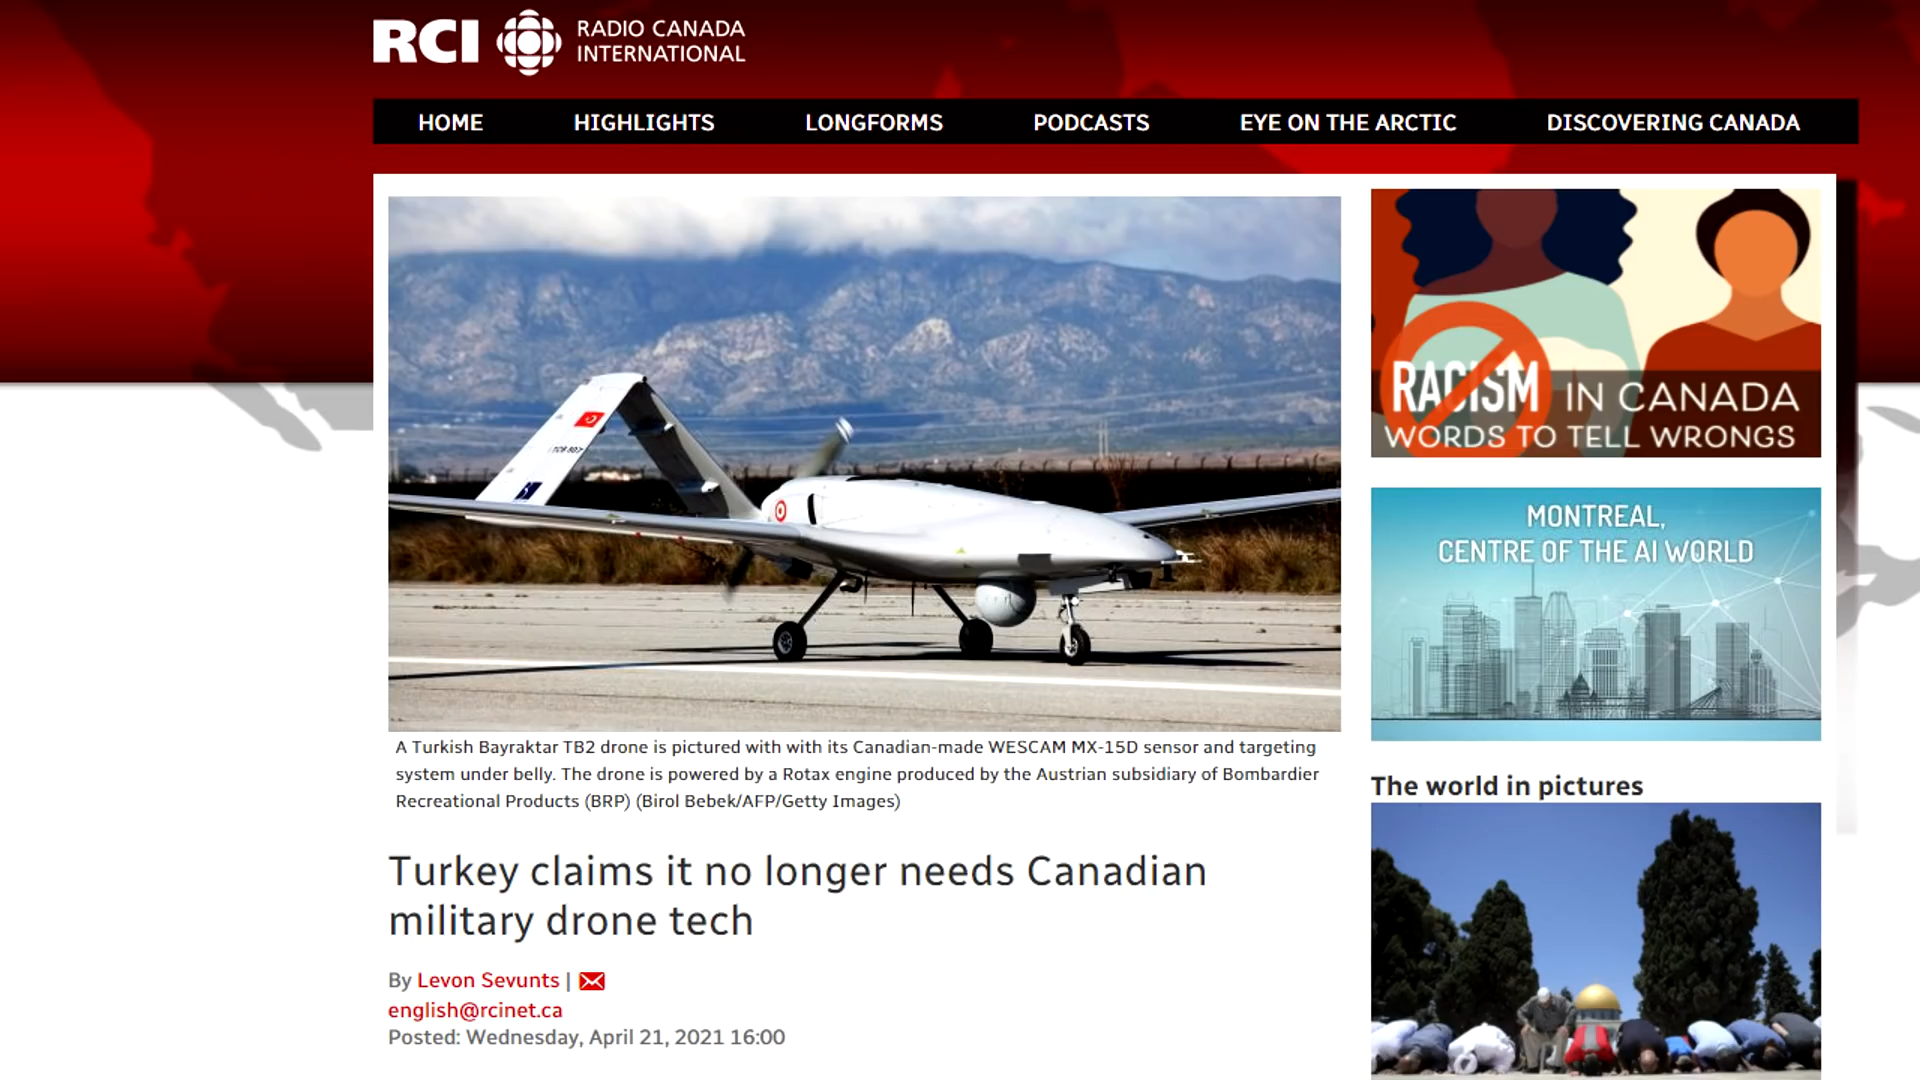 RCI
RADIO CANADA
INTERNATIONAL
HOME
HIGHLIGHTS
LONGFORMS
PODCASTS
EYE ON THE ARCTIC
DISCOVERING CANADA
A Turkish Bayraktar TB2 drone is pictured with with its Canadian-made WESCAM MX-15D sensor and targeting
system under belly. The drone is powered by a Rotax engine produced by the Austrian subsidiary of Bombardier
Recreational Products (BRP) (Birol Bebek/AFP/Getty Images)
Turkey claims it no longer needs Canadian
military drone tech
By Levon Sevunts |
english@rcinet.ca
Posted: Wednesday, April 21, 2021 16:00
RACISM IN CANADA
WORDS TO TELL WRONGS
MONTREAL,
CENTRE OF THE AI WORLD
The world in pictures